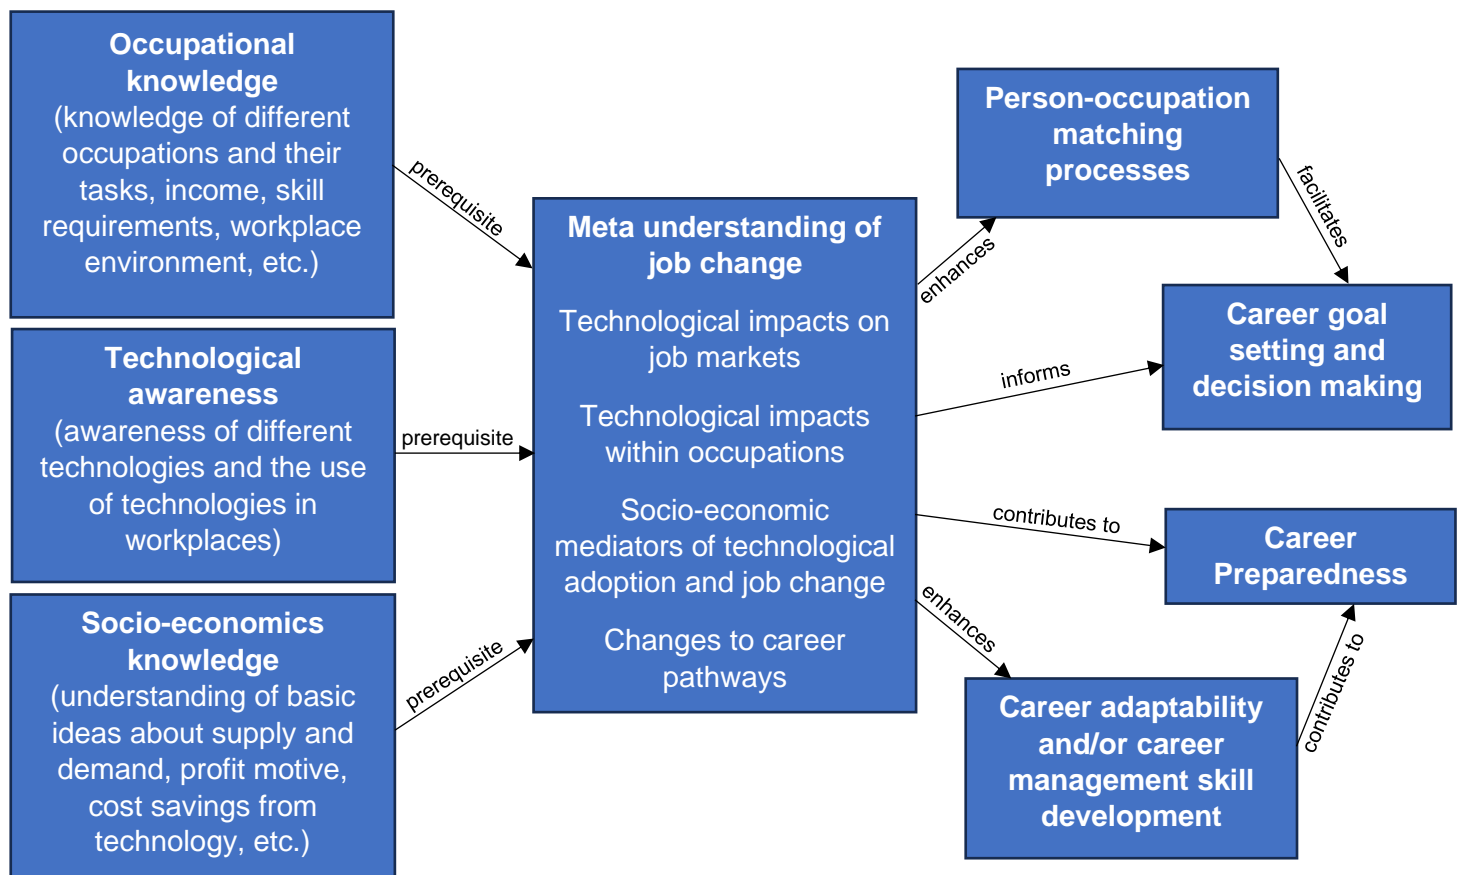 Occupational
knowledge
(knowledge of different
occupations and their
tasks, income, skill
requirements, workplace
environment, etc.)
Technological
awareness
(awareness of different
technologies and the use
of technologies in
workplaces)
Socio-economics
knowledge
(understanding of basic
ideas about supply and
demand, profit motive,
cost savings from
technology, etc.)
prerequisite
prerequisite
prerequisite
Meta understanding of
job change
Technological impacts on
job markets
Technological impacts
within occupations
Socio-economic
mediators of technological
adoption and job change
Changes to career
pathways
enhances
informs
contributes to
enhances
Person-occupation
matching
processes
facilitates
Career goal
setting and
decision making
Career
Preparedness
contributes to
Career adaptability
and/or career
management skill
development